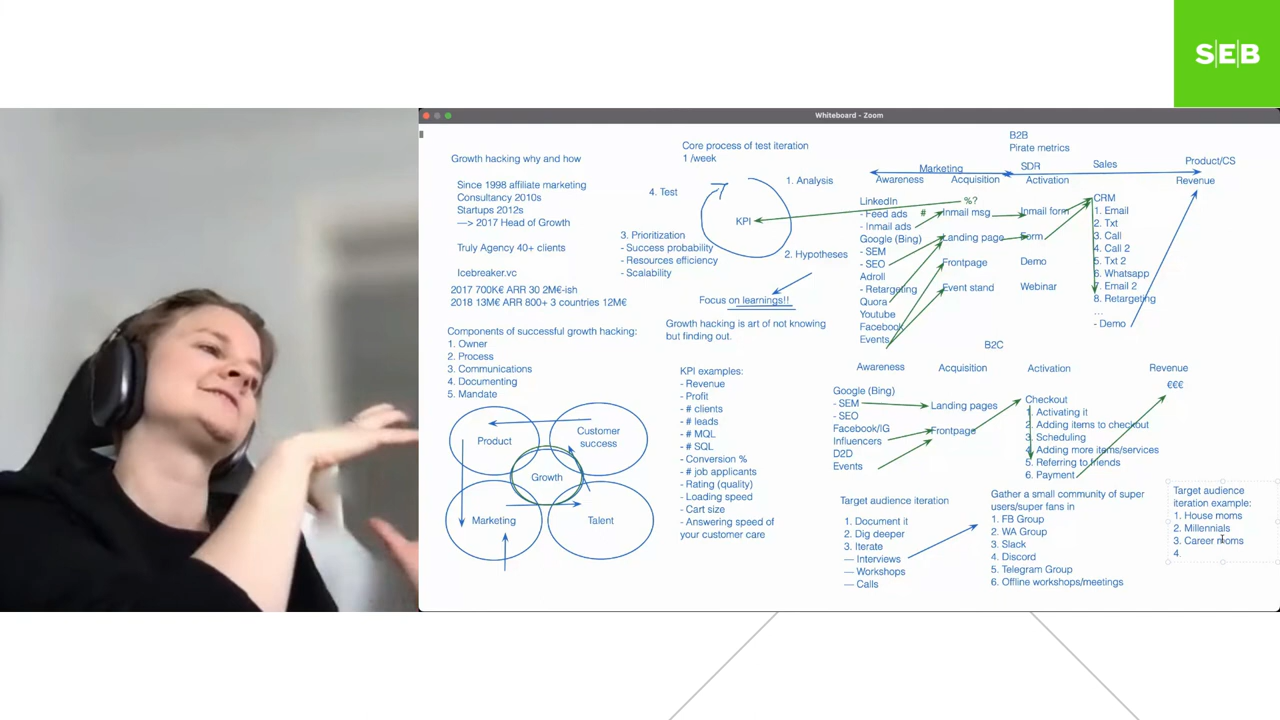 SEB
Whiteboard - Zoom
Growth hacking why and how
Since 1998 affiliate marketing
Consultancy 2010s
Startups 2012s
—> 2017 Head of Growth
Truly Agency 40+ clients
Icebreaker.vc
2017 700K€ ARR 30 2M€-ish
2018 13M€ ARR 800+ 3 countries 12M€
Components of successful growth hacking:
1. Owner
2. Process
3. Communications
4. Documenting
5. Mandate
Product
Customer
success
Growth
Marketing
Talent
Core process of test iteration
1 /week
1. Analysis
4. Test
KPI
3. Prioritization
- Success probability
- Resources efficiency
- Scalability
2. Hypotheses
Focus on learnings!!
Growth hacking is art of not knowing
but finding out.
KPI examples:
- Revenue
- Profit
- # clients
- # leads
- # MQL
- # SQL
- Conversion %
- # job applicants
- Rating (quality)
- Loading speed
- Cart size
- Answering speed of
your customer care
B2B
Pirate metrics
Marketing
SDR
Sales
Product/CS
Awareness
Acquisition
Activation
Revenue
LinkedIn
- Feed ads
- Inmail ads
Google (Bing)
- SEM
- SEO
Adroll
- Retargeting
Quora
Youtube
Facebook
Events
%?
#
Inmail msg
Landing page
Frontpage
Event stand
Inmail form
Form
Demo
Webinar
CRM
1. Email
2. Txt
3. Call
4. Call 2
5. Txt 2
6. Whatsapp
7. Email 2
8. Retargeting
...
- Demo
B2C
Awareness
Acquisition
Activation
Revenue
€€€
Google (Bing)
- SEM
- SEO
Facebook/IG
Influencers
D2D
Events
Landing pages
Frontpage
Checkout
1. Activating it
2. Adding items to checkout
3. Scheduling
4. Adding more items/services
5. Referring to friends
6. Payment
Target audience iteration
1. Document it
2. Dig deeper
3. Iterate
— Interviews
— Workshops
— Calls
Gather a small community of super
users/super fans in
1. FB Group
2. WA Group
3. Slack
4. Discord
5. Telegram Group
6. Offline workshops/meetings
Target audience
iteration example:
1. House moms
2. Millennials
3. Career moms
4.